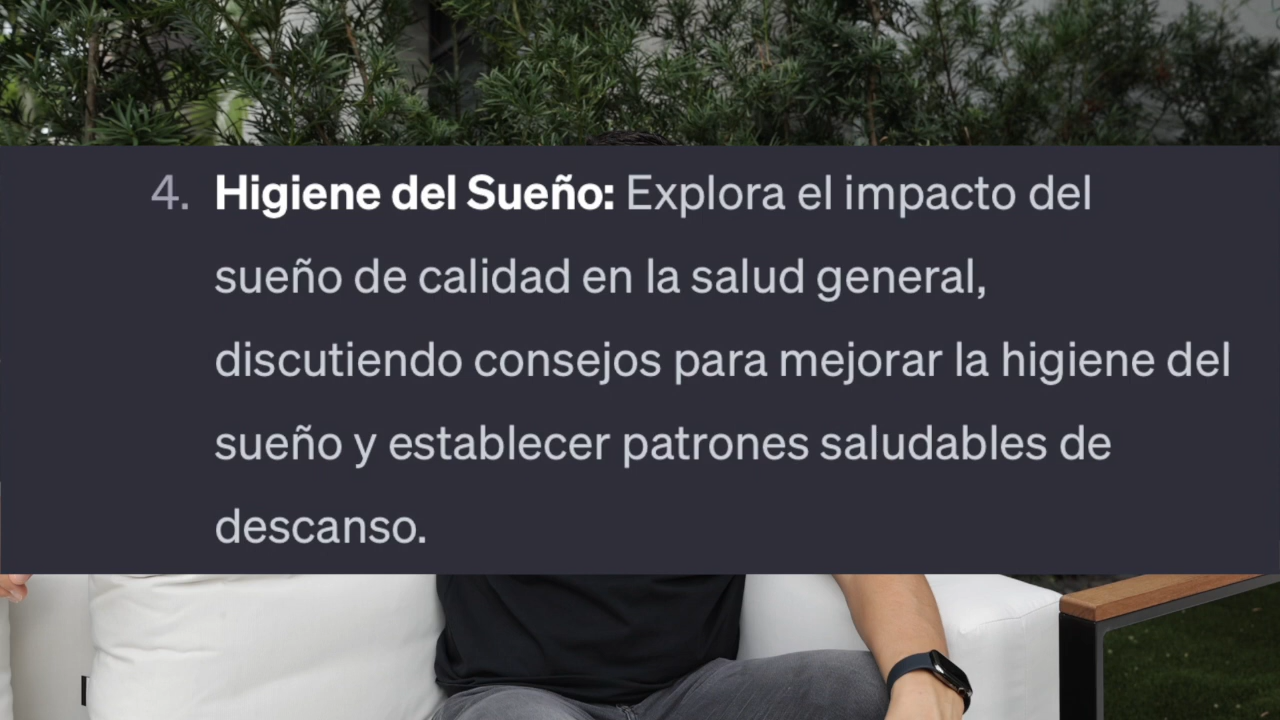 4. Higiene del Sueño: Explora el impacto del
sueño de calidad en la salud general,
discutiendo consejos para mejorar la higiene del
sueño y establecer patrones saludables de
descanso.